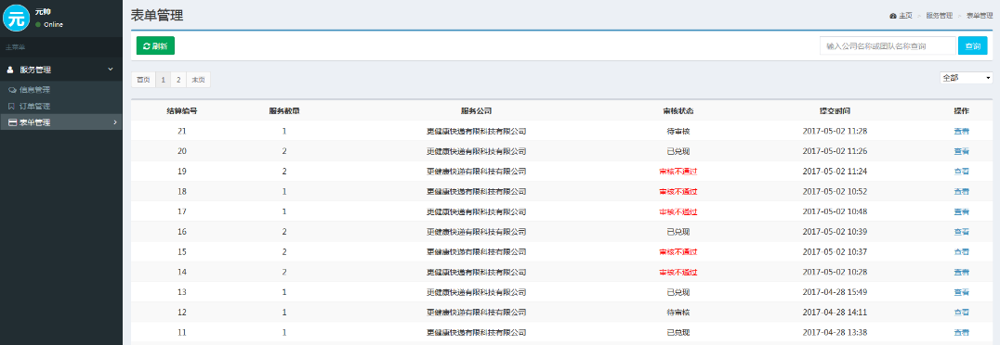 元
元帅
Online
主菜单
服务管理
信息管理
订单管理
表单管理
表单管理
主页 > 服务管理 > 表单管理
刷新
输入公司名称或团队名称查询
查询
首页 1 2 末页
全部
结算编号 服务数量 服务公司 审核状态 提交时间 操作
21 1 更健康快递有限科技有限公司 待审核 2017-05-02 11:28 查看
20 2 更健康快递有限科技有限公司 已兑现 2017-05-02 11:26 查看
19 2 更健康快递有限科技有限公司 审核不通过 2017-05-02 11:24 查看
18 1 更健康快递有限科技有限公司 审核不通过 2017-05-02 10:52 查看
17 1 更健康快递有限科技有限公司 审核不通过 2017-05-02 10:48 查看
16 2 更健康快递有限科技有限公司 已兑现 2017-05-02 10:39 查看
15 2 更健康快递有限科技有限公司 审核不通过 2017-05-02 10:37 查看
14 2 更健康快递有限科技有限公司 审核不通过 2017-05-02 10:28 查看
13 1 更健康快递有限科技有限公司 已兑现 2017-04-28 15:49 查看
12 1 更健康快递有限科技有限公司 待审核 2017-04-28 14:11 查看
11 1 更健康快递有限科技有限公司 已兑现 2017-04-28 13:38 查看